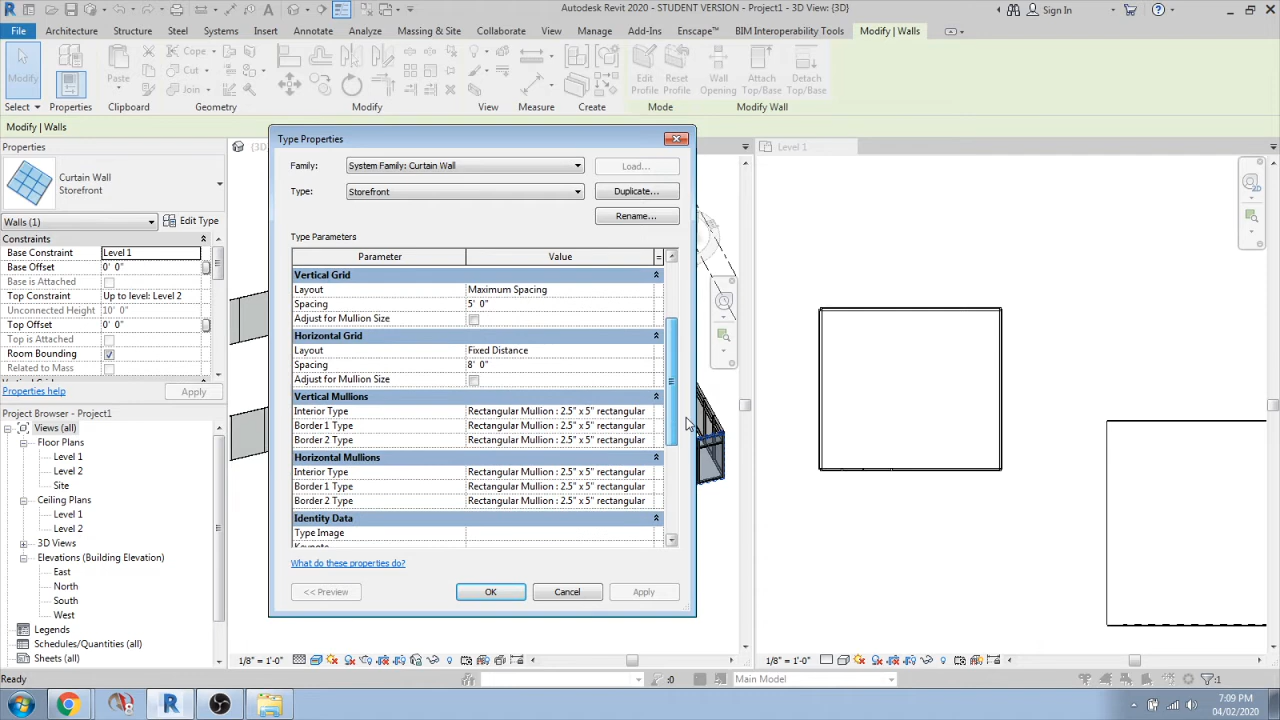 Autodesk Revit 2020 - STUDENT VERSION - Project1 - 3D View: {3D}
Sign In
File Architecture Structure Steel Systems Insert Annotate Analyze Massing & Site Collaborate View Manage Add-Ins Enscape™ BIM Interoperability Tools Modify | Walls
Modify
Properties
Paste
Cope
Cut
Join
Edit Profile
Reset Profile
Wall Opening
Attach Top/Base
Detach Top/Base
Select Properties Clipboard Geometry Modify View Measure Create Mode Modify Wall
Modify | Walls
Properties
Curtain Wall
Storefront
Walls (1)
Edit Type
Constraints
Base Constraint Level 1
Base Offset 0' 0"
Base is Attached
Top Constraint Up to level: Level 2
Unconnected Height 10' 0"
Top Offset 0' 0"
Top is Attached
Room Bounding
Related to Mass
Properties help
Apply
Project Browser - Project1
Views (all)
Floor Plans
Level 1
Level 2
Site
Ceiling Plans
Level 1
Level 2
3D Views
Elevations (Building Elevation)
East
North
South
West
Legends
Schedules/Quantities (all)
Sheets (all)
{3D
Level 1
Type Properties
Family: System Family: Curtain Wall Load...
Type: Storefront Duplicate...
Rename...
Type Parameters
Parameter Value =
Vertical Grid
Layout Maximum Spacing
Spacing 5' 0"
Adjust for Mullion Size
Horizontal Grid
Layout Fixed Distance
Spacing 8' 0"
Adjust for Mullion Size
Vertical Mullions
Interior Type Rectangular Mullion : 2.5" x 5" rectangular
Border 1 Type Rectangular Mullion : 2.5" x 5" rectangular
Border 2 Type Rectangular Mullion : 2.5" x 5" rectangular
Horizontal Mullions
Interior Type Rectangular Mullion : 2.5" x 5" rectangular
Border 1 Type Rectangular Mullion : 2.5" x 5" rectangular
Border 2 Type Rectangular Mullion : 2.5" x 5" rectangular
Identity Data
Type Image
What do these properties do?
<< Preview OK Cancel Apply
1/8" = 1'-0"
1/8" = 1'-0"
Ready
:0
Main Model
:1
7:09 PM
04/02/2020